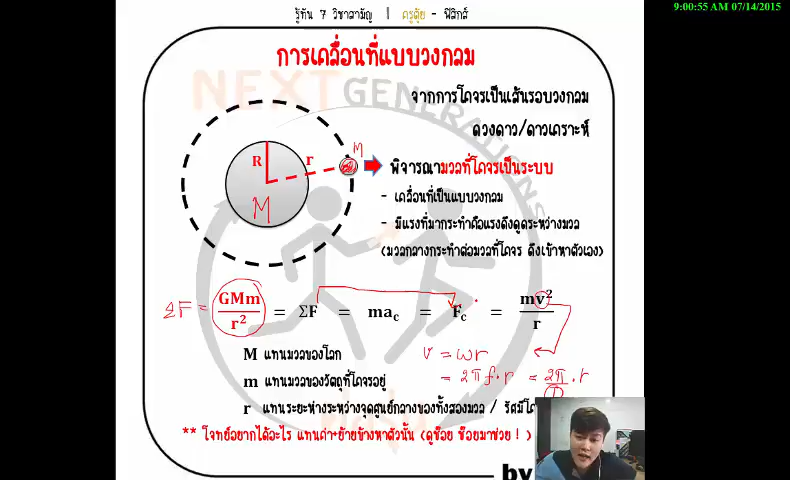 รู้ทัน 7 วิชาสามัญ | ครูตุ้ย - ฟิสิกส์
9:00:55 AM 07/14/2015
การเคลื่อนที่แบบวงกลม
NEXT GENERATIONS
จากการโคจรเป็นเส้นรอบวงกลม
ดวงดาว/ดาวเคราะห์
R r M
M
พิจารณามวลที่โคจรเป็นระบบ
- เคลื่อนที่เป็นแบบวงกลม
- มีแรงที่มากระทำคือแรงดึงดูดระหว่างมวล
(มวลกลางกระทำต่อมวลที่โคจร ดึงเข้าหาตัวเอง)
ΣF = GMm/r² = ΣF = mac = Fc = mv²/r
M แทนมวลของโลก
v = ωr
m แทนมวลของวัตถุที่โคจรอยู่
= 2πf·r = 2π/T · r
r แทนระยะห่างระหว่างจุดศูนย์กลางของทั้งสองมวล / รัศมี
** โจทย์อยากได้อะไร แทนค่า+ย้ายข้างหาตัวนั้น (ดูช้อย ช้อยมาช่วย ! )
by